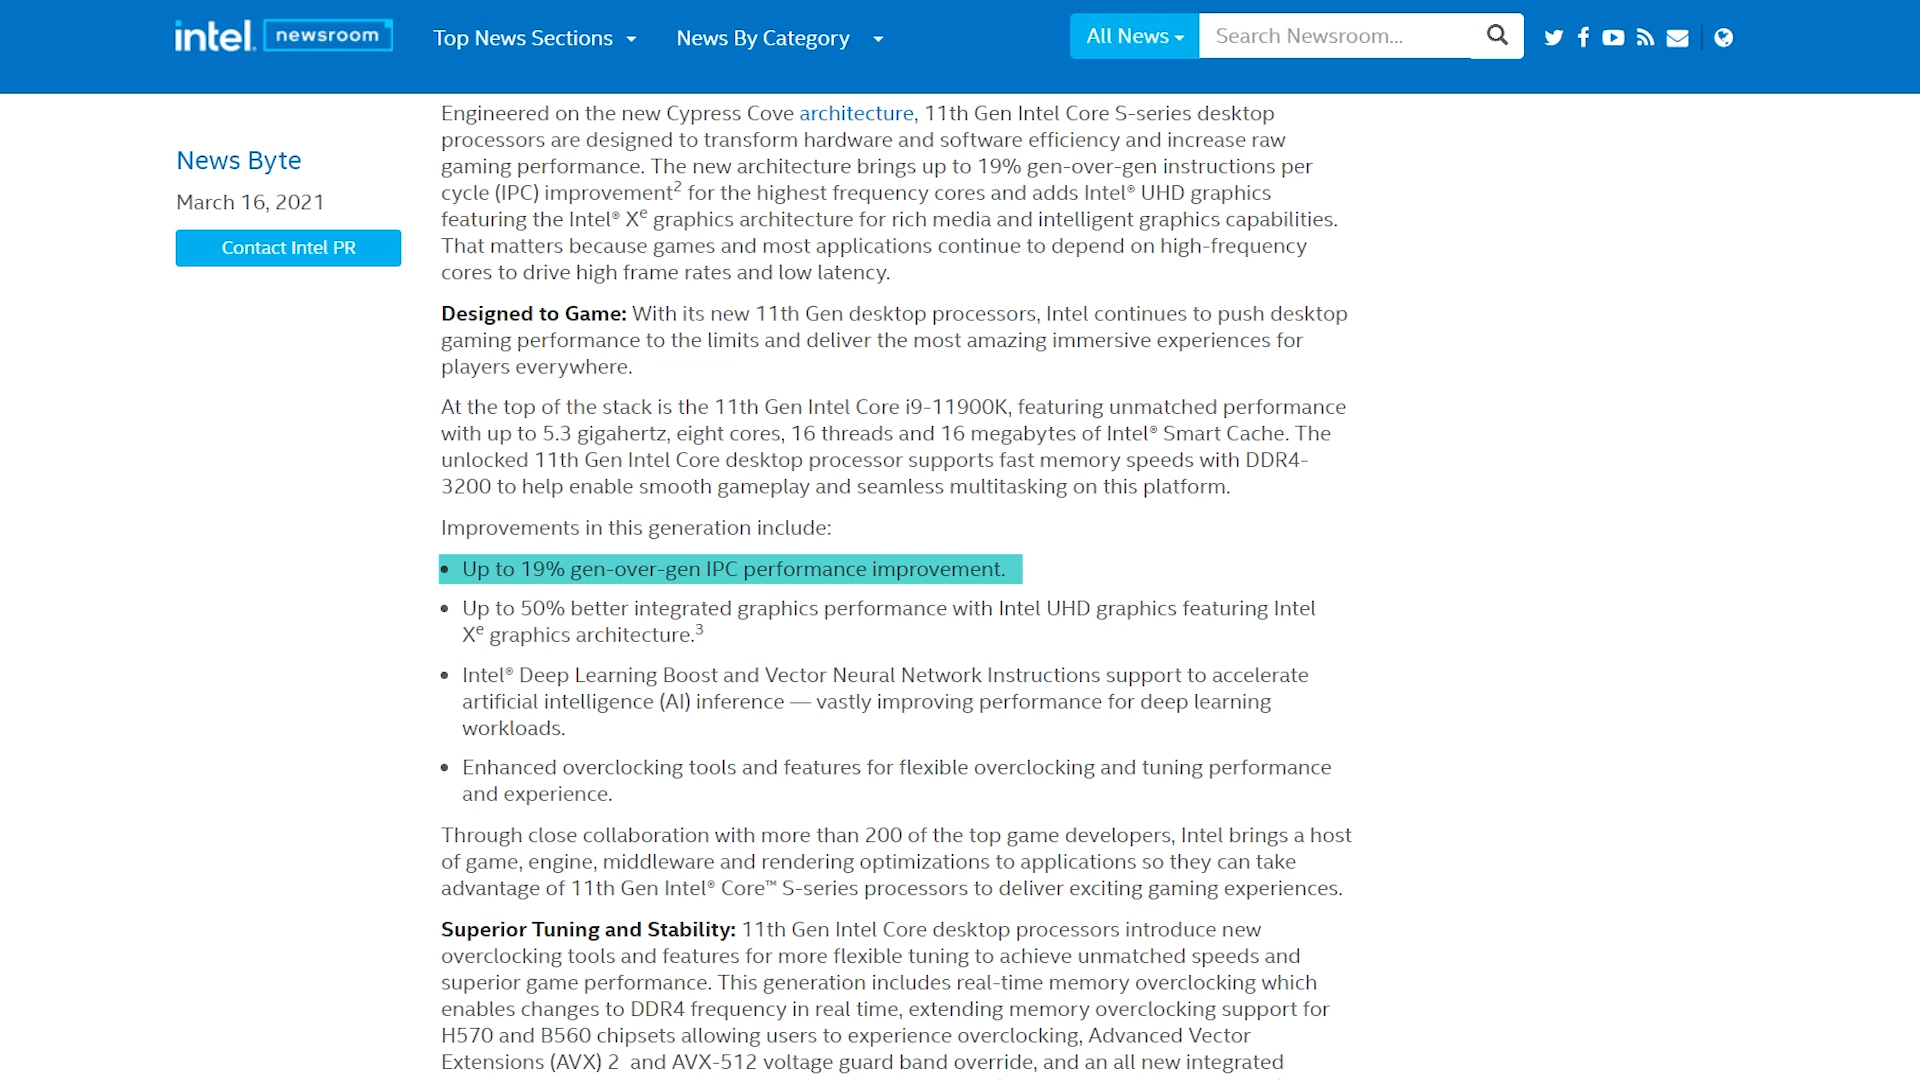 intel. newsroom Top News Sections News By Category All News Search Newsroom...
News Byte
March 16, 2021
Contact Intel PR
Engineered on the new Cypress Cove architecture, 11th Gen Intel Core S-series desktop
processors are designed to transform hardware and software efficiency and increase raw
gaming performance. The new architecture brings up to 19% gen-over-gen instructions per
cycle (IPC) improvement2 for the highest frequency cores and adds Intel® UHD graphics
featuring the Intel® Xe graphics architecture for rich media and intelligent graphics capabilities.
That matters because games and most applications continue to depend on high-frequency
cores to drive high frame rates and low latency.
Designed to Game: With its new 11th Gen desktop processors, Intel continues to push desktop
gaming performance to the limits and deliver the most amazing immersive experiences for
players everywhere.
At the top of the stack is the 11th Gen Intel Core i9-11900K, featuring unmatched performance
with up to 5.3 gigahertz, eight cores, 16 threads and 16 megabytes of Intel® Smart Cache. The
unlocked 11th Gen Intel Core desktop processor supports fast memory speeds with DDR4-
3200 to help enable smooth gameplay and seamless multitasking on this platform.
Improvements in this generation include:
• Up to 19% gen-over-gen IPC performance improvement.
• Up to 50% better integrated graphics performance with Intel UHD graphics featuring Intel
Xe graphics architecture.3
• Intel® Deep Learning Boost and Vector Neural Network Instructions support to accelerate
artificial intelligence (AI) inference — vastly improving performance for deep learning
workloads.
• Enhanced overclocking tools and features for flexible overclocking and tuning performance
and experience.
Through close collaboration with more than 200 of the top game developers, Intel brings a host
of game, engine, middleware and rendering optimizations to applications so they can take
advantage of 11th Gen Intel® Core™ S-series processors to deliver exciting gaming experiences.
Superior Tuning and Stability: 11th Gen Intel Core desktop processors introduce new
overclocking tools and features for more flexible tuning to achieve unmatched speeds and
superior game performance. This generation includes real-time memory overclocking which
enables changes to DDR4 frequency in real time, extending memory overclocking support for
H570 and B560 chipsets allowing users to experience overclocking, Advanced Vector
Extensions (AVX) 2 and AVX-512 voltage guard band override, and an all new integrated